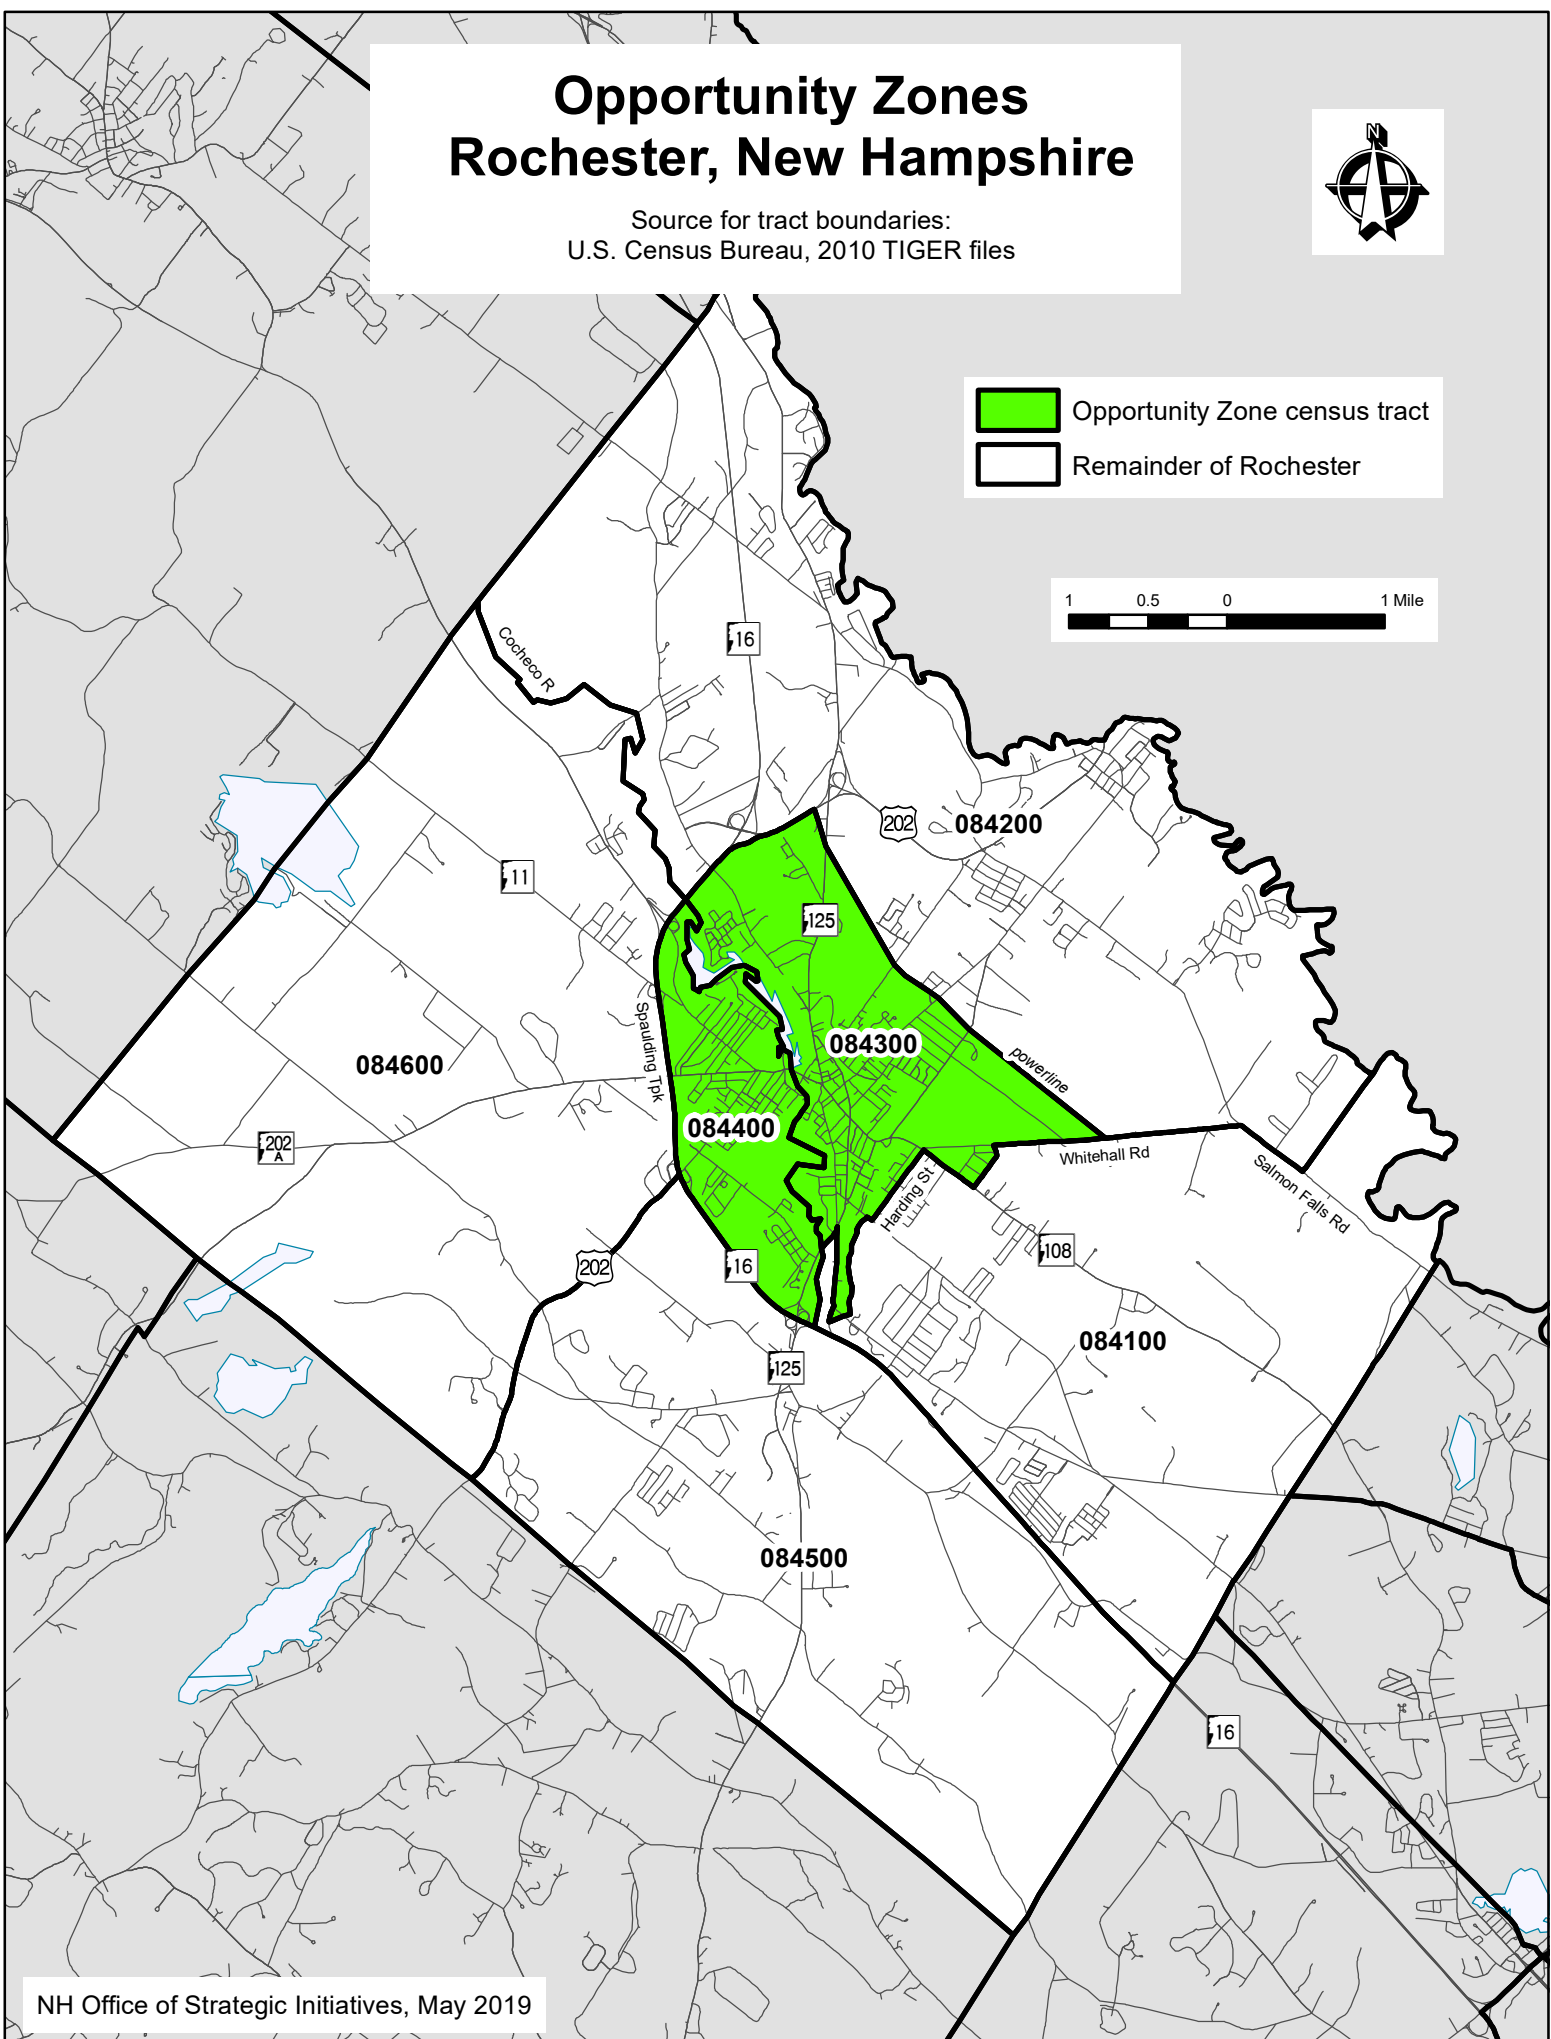 Opportunity Zones
Rochester, New Hampshire
Source for tract boundaries:
U.S. Census Bureau, 2010 TIGER files
N
Opportunity Zone census tract
Remainder of Rochester
1 0.5 0 1 Mile
Cocheco R
16
202
084200
11
125
Spaulding Tpk
084300
powerline
084600
084400
202
A
Whitehall Rd
Salmon Falls Rd
Harding St
108
202
16
084100
125
084500
16
NH Office of Strategic Initiatives, May 2019